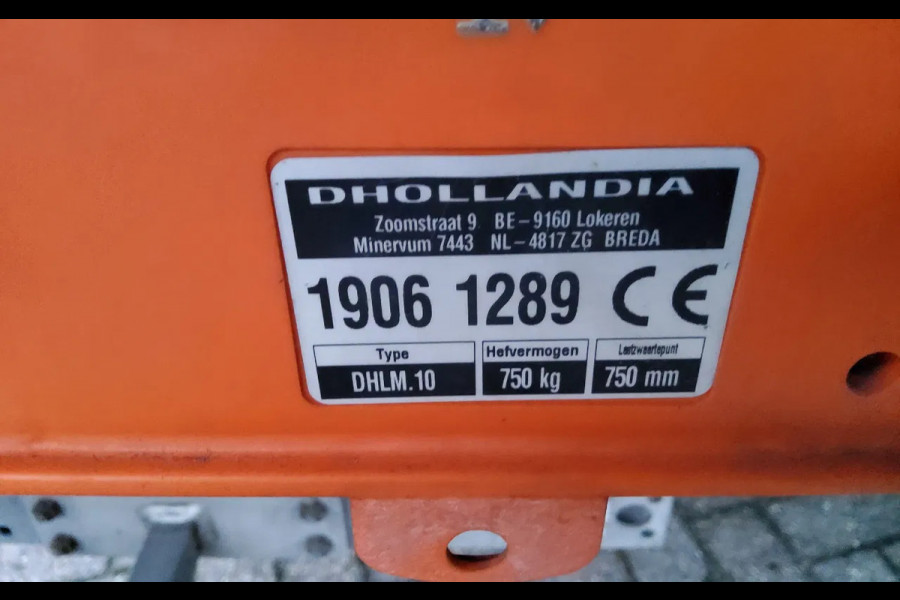 DHOLLANDIA
Zoomstraat 9 BE-9160 Lokeren
Minervum 7443 NL-4817 ZG BREDA
1906 1289 CE
Type Hefvermogen Lastzwaartepunt
DHLM.10 750 kg 750 mm